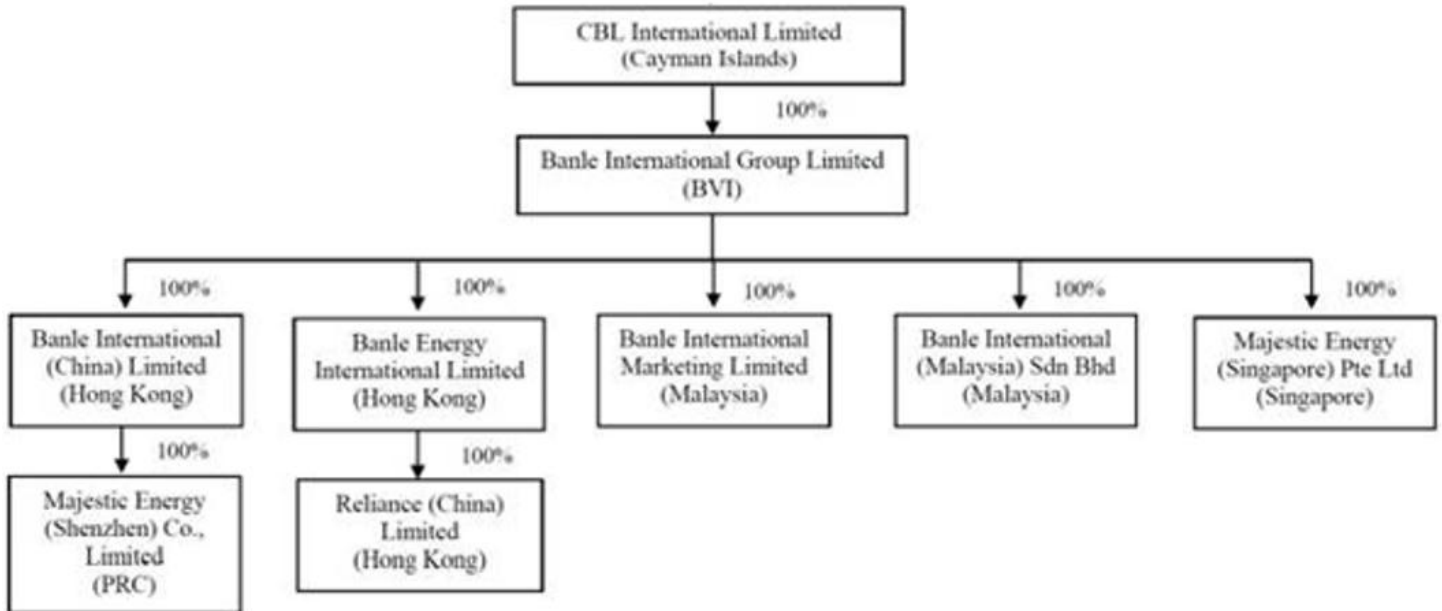 CBL International Limited
(Cayman Islands)
100%
Banle International Group Limited
(BVI)
100%
100%
100%
100%
100%
Banle International
(China) Limited
(Hong Kong)
Banle Energy
International Limited
(Hong Kong)
Banle International
Marketing Limited
(Malaysia)
Banle International
(Malaysia) Sdn Bhd
(Malaysia)
Majestic Energy
(Singapore) Pte Ltd
(Singapore)
100%
100%
Majestic Energy
(Shenzhen) Co.,
Limited
(PRC)
Reliance (China)
Limited
(Hong Kong)